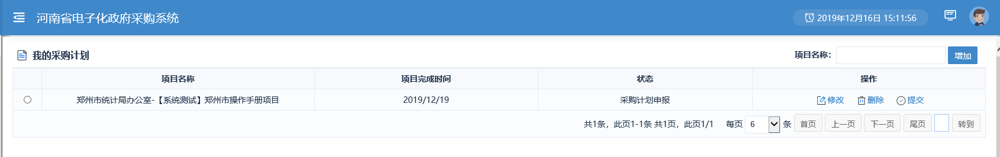 河南省电子化政府采购系统
2019年12月16日 15:11:56
我的采购计划
项目名称： 增加
项目名称 项目完成时间 状态 操作
郑州市统计局办公室-【系统测试】郑州市操作手册项目 2019/12/19 采购计划申报 修改 删除 提交
共1条，此页1-1条 共1页，此页1/1 每页 6 条 首页 上一页 下一页 尾页 转到